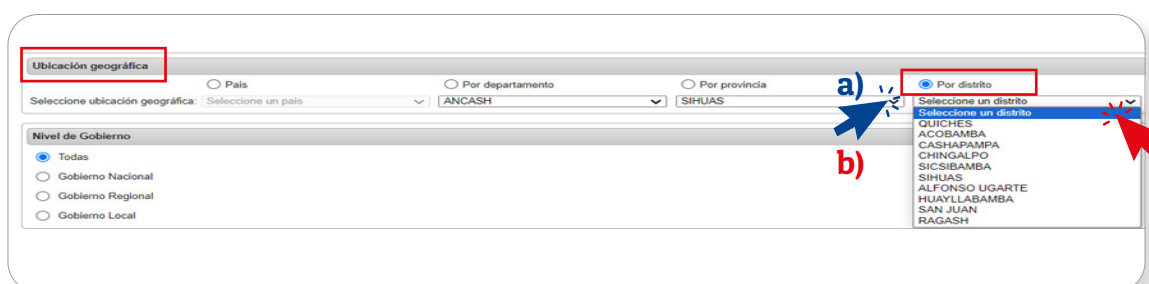 Ubicación geográfica
País Por departamento Por provincia Por distrito
Seleccione ubicación geográfica: Seleccione un país ANCASH SIHUAS Seleccione un distrito
a)
Seleccione un distrito
QUICHES
ACOBAMBA
CASHAPAMPA
CHINGALPO
SICSIBAMBA
SIHUAS
ALFONSO UGARTE
HUAYLLABAMBA
SAN JUAN
RAGASH
b)
Nivel de Gobierno
Todas
Gobierno Nacional
Gobierno Regional
Gobierno Local